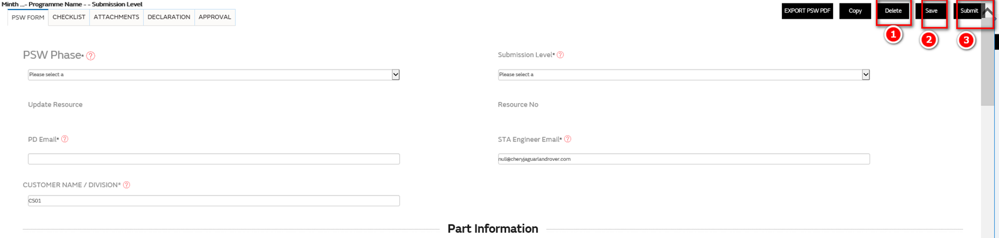 Minth ...- Programme Name - - Submission Level
PSW FORM CHECKLIST ATTACHMENTS DECLARATION APPROVAL
EXPORT PSW PDF Copy Delete Save Submit
1 2 3
PSW Phase* ? Submission Level* ?
Please select a Please select a
Update Resource Resource No
PD Email* ? STA Engineer Email* ?
null@cheryjaguarlandrover.com
CUSTOMER NAME / DIVISION* ?
CS01
Part Information